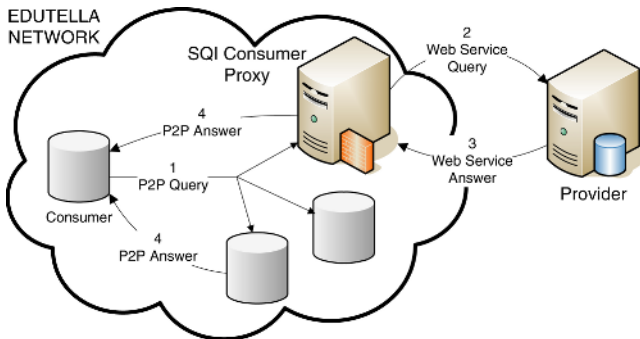 EDUTELLA
NETWORK
SQI Consumer
Proxy
2
Web Service
Query
4
P2P Answer
3
Web Service
Answer
1
P2P Query
Consumer
Provider
4
P2P Answer